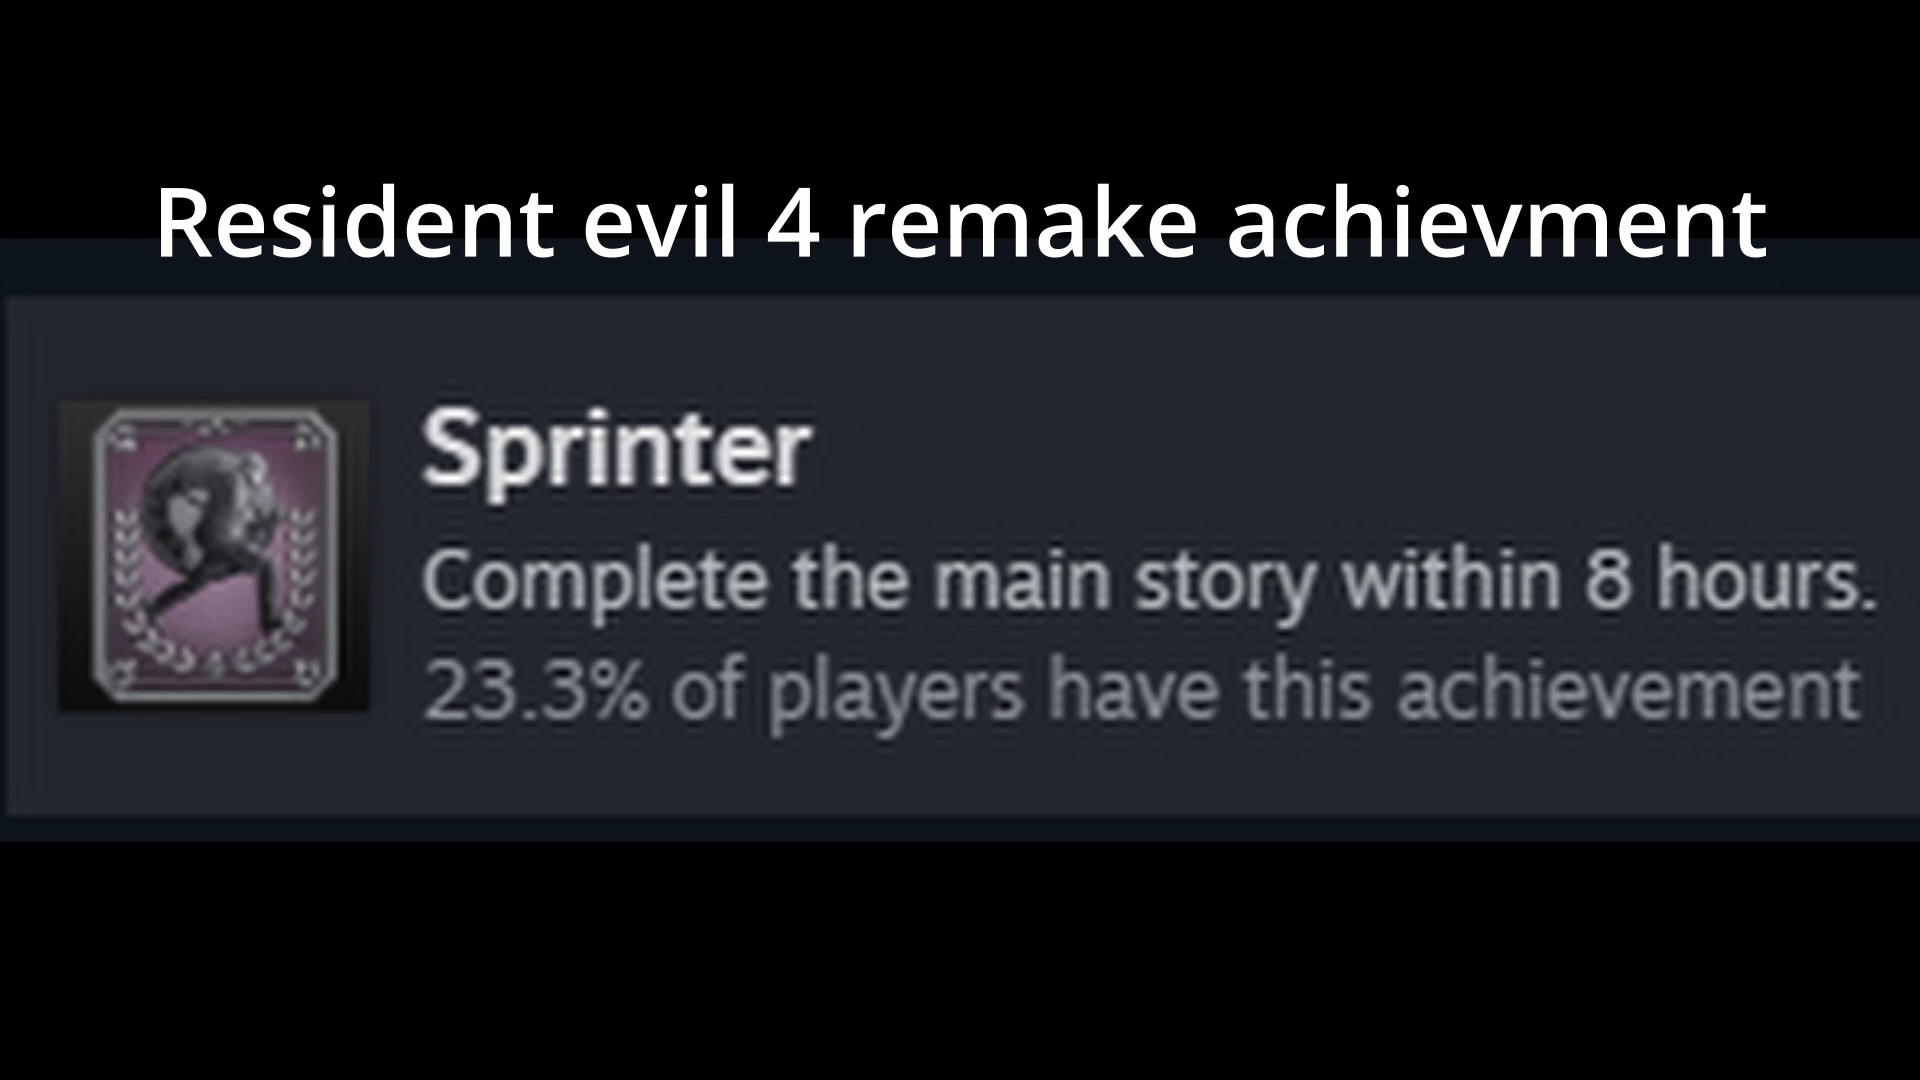 Resident evil 4 remake achievment
Sprinter
Complete the main story within 8 hours.
23.3% of players have this achievement